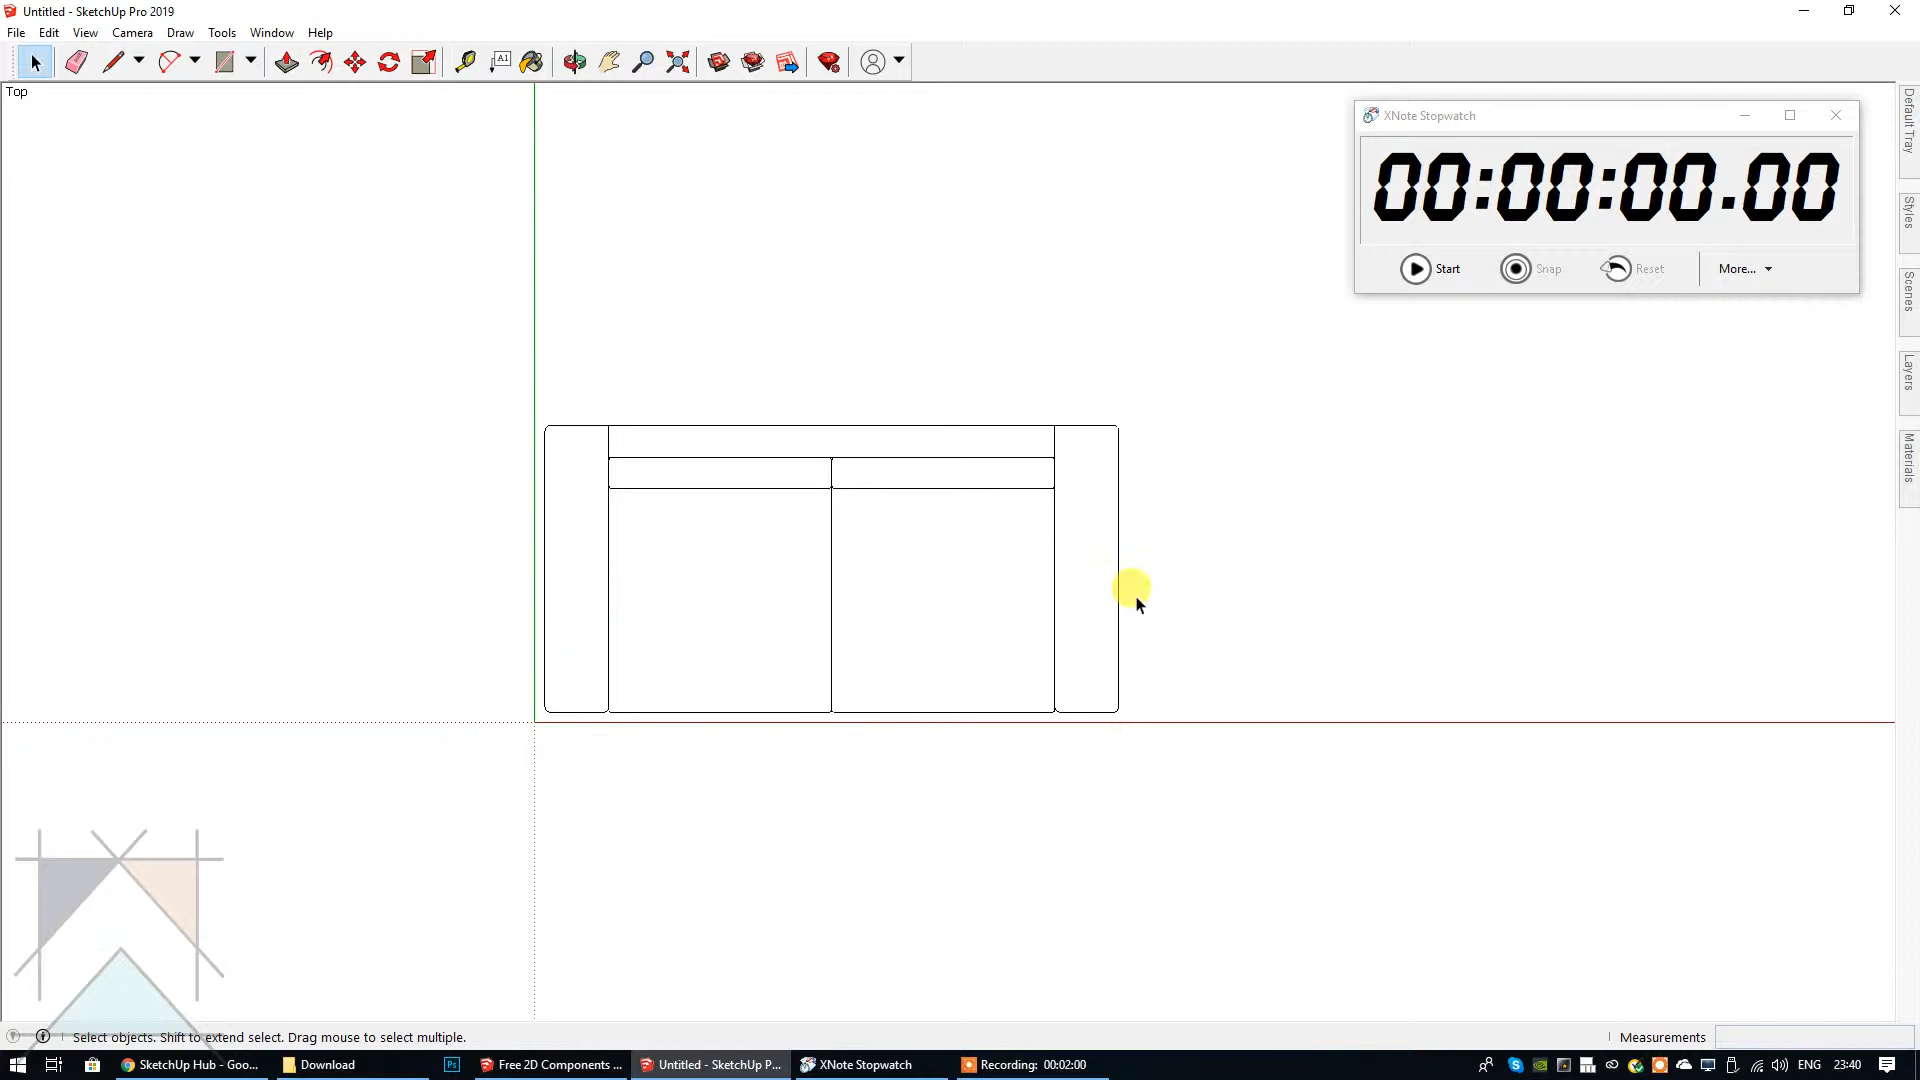 Untitled - SketchUp Pro 2019
File Edit View Camera Draw Tools Window Help
A1
Top
Default Tray
Styles
Scenes
Layers
Materials
XNote Stopwatch
00:00:00.00
Start Snap Reset More...
Select objects. Shift to extend select. Drag mouse to select multiple.
Measurements
SketchUp Hub - Goo...
Download
Ps
Free 2D Components ...
Untitled - SketchUp P...
XNote Stopwatch
Recording: 00:02:00
ENG
23:40